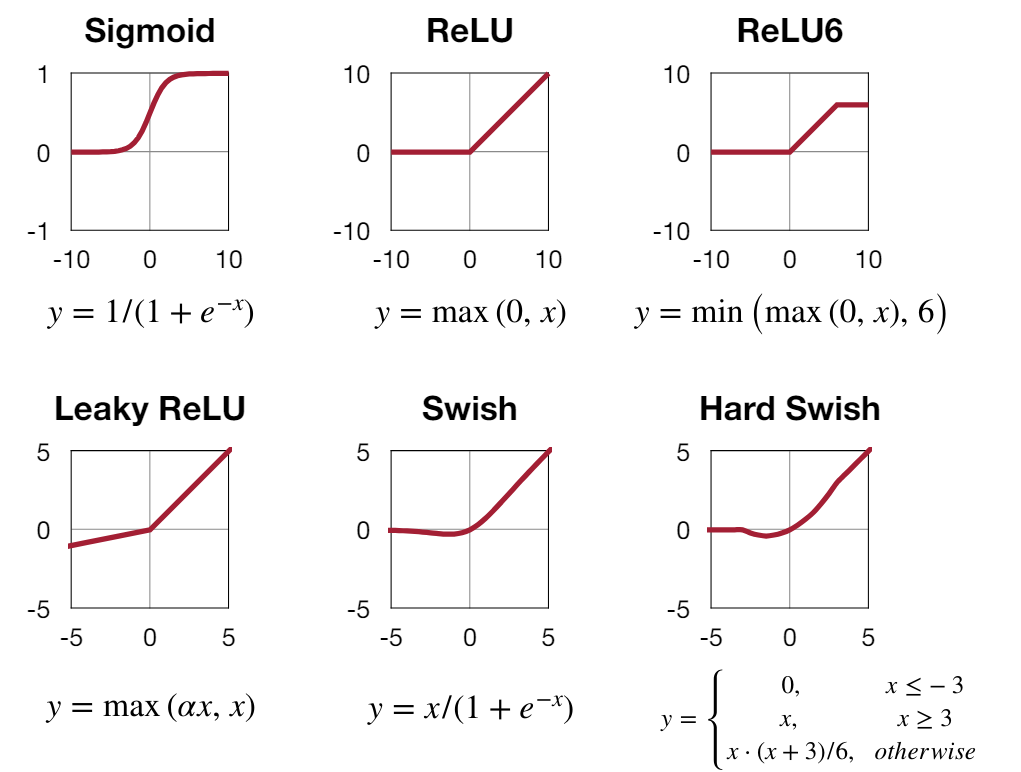 Sigmoid ReLU ReLU6
1 10 10
0 0 0
-1 -10 -10
-10 0 10 -10 0 10 -10 0 10
y = 1/(1 + e^{−x}) y = max (0, x) y = min (max (0, x), 6)
Leaky ReLU Swish Hard Swish
5 5 5
0 0 0
-5 -5 -5
-5 0 5 -5 0 5 -5 0 5
y = max (αx, x) y = x/(1 + e^{−x}) y = {
0, x ≤ − 3
x, x ≥ 3
x · (x + 3)/6, otherwise